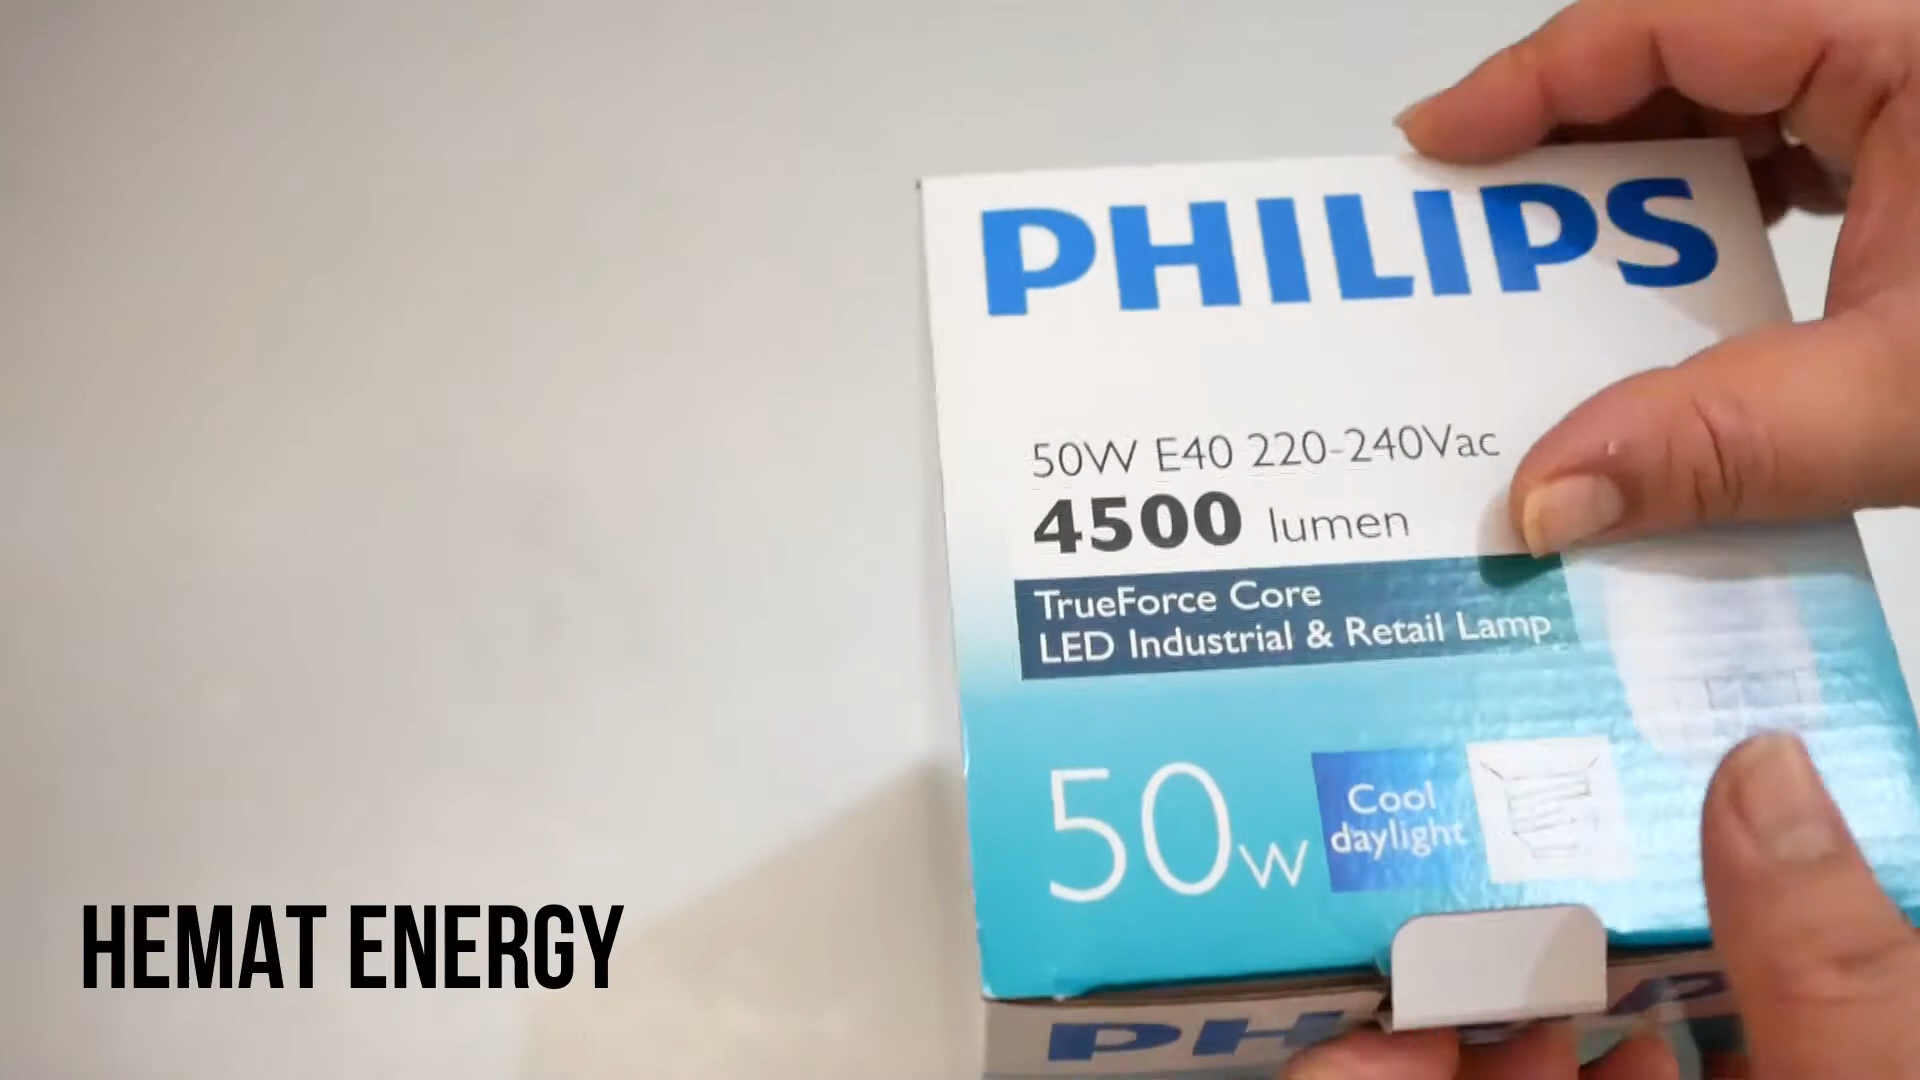 PHILIPS
50W E40 220-240Vac
4500 lumen
TrueForce Core
LED Industrial & Retail Lamp
50W
Cool
daylight
HEMAT ENERGY